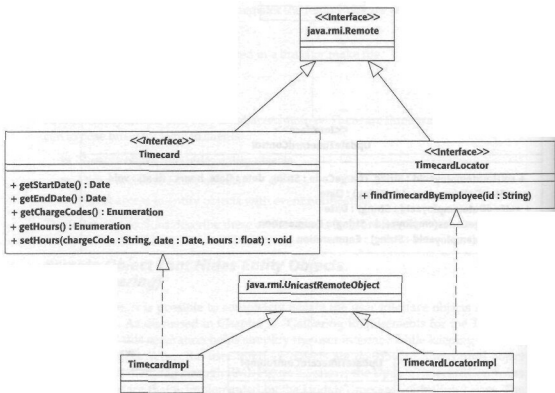 <<Interface>>
java.rmi.Remote
<<Interface>>
Timecard
+ getStartDate() : Date
+ getEndDate() : Date
+ getChargeCodes() : Enumeration
+ getHours() : Enumeration
+ setHours(chargeCode : String, date : Date, hours : float) : void
<<Interface>>
TimecardLocator
+ findTimecardByEmployee(id : String)
java.rmi.UnicastRemoteObject
TimecardImpl
TimecardLocatorImpl